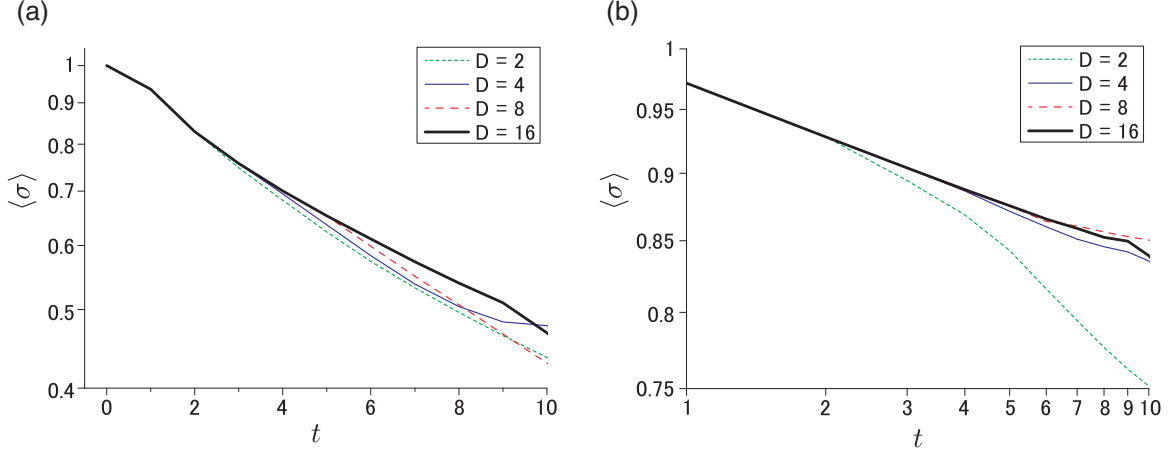 (a)
1
0.9
0.8
0.7
0.6
0.5
0.4
⟨σ⟩
0 2 4 6 8 10
t
D = 2
D = 4
D = 8
D = 16
(b)
1
0.95
0.9
0.85
0.8
0.75
⟨σ⟩
1 2 3 4 5 6 7 8 9 10
t
D = 2
D = 4
D = 8
D = 16